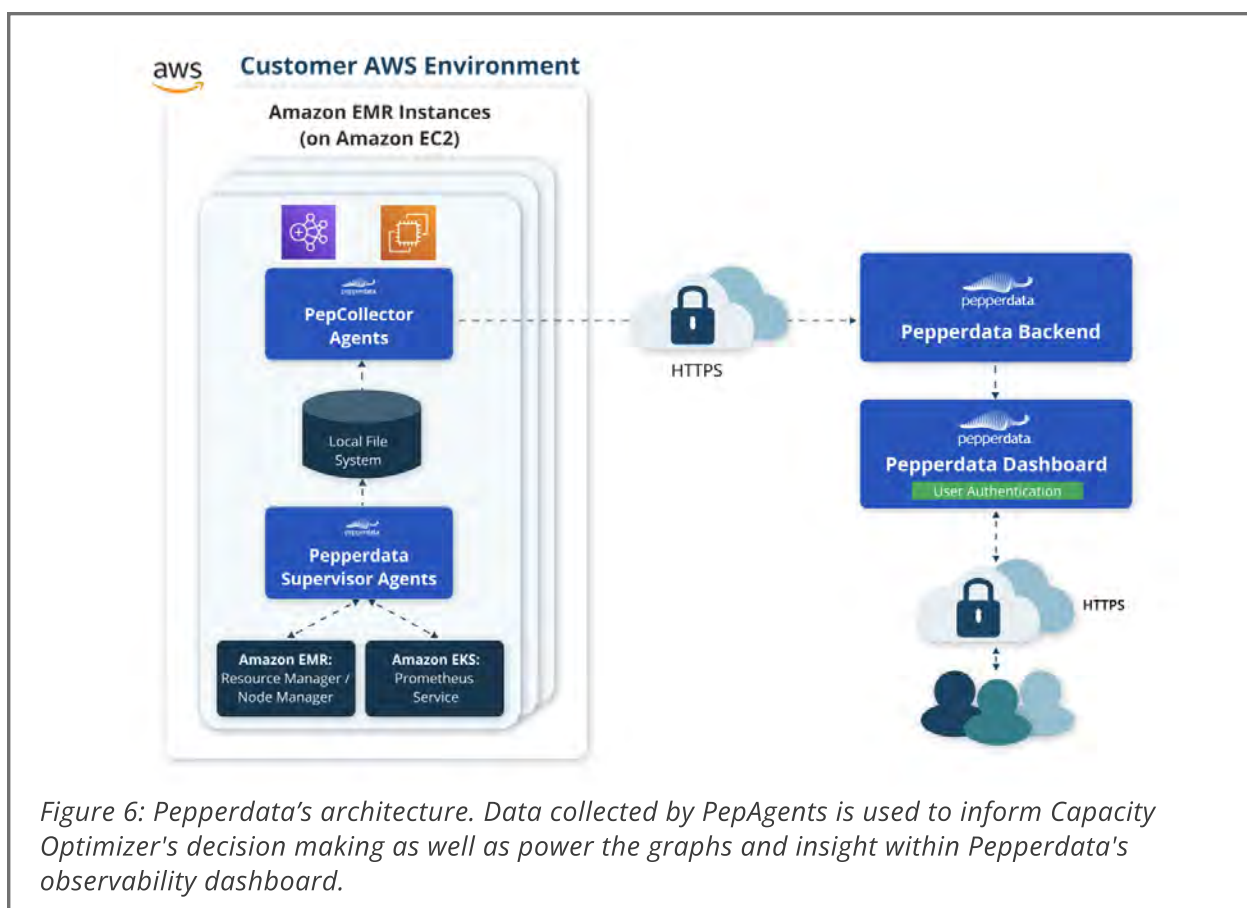 aws
Customer AWS Environment
Amazon EMR Instances
(on Amazon EC2)
pepperdata
PepCollector
Agents
Local File
System
pepperdata
Pepperdata
Supervisor Agents
Amazon EMR:
Resource Manager /
Node Manager
Amazon EKS:
Prometheus
Service
HTTPS
pepperdata
Pepperdata Backend
pepperdata
Pepperdata Dashboard
User Authentication
HTTPS
Figure 6: Pepperdata’s architecture. Data collected by PepAgents is used to inform Capacity
Optimizer's decision making as well as power the graphs and insight within Pepperdata's
observability dashboard.